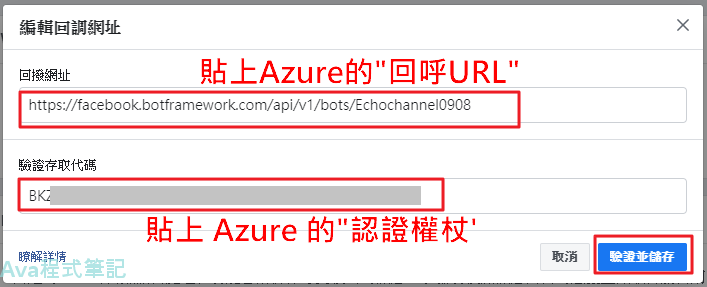 編輯回調網址
回撥網址
貼上Azure的"回呼URL"
https://facebook.botframework.com/api/v1/bots/Echochannel0908
驗證存取代碼
BKZ
貼上 Azure 的"認證權杖'
瞭解詳情
取消
驗證並儲存
Ava程式筆記